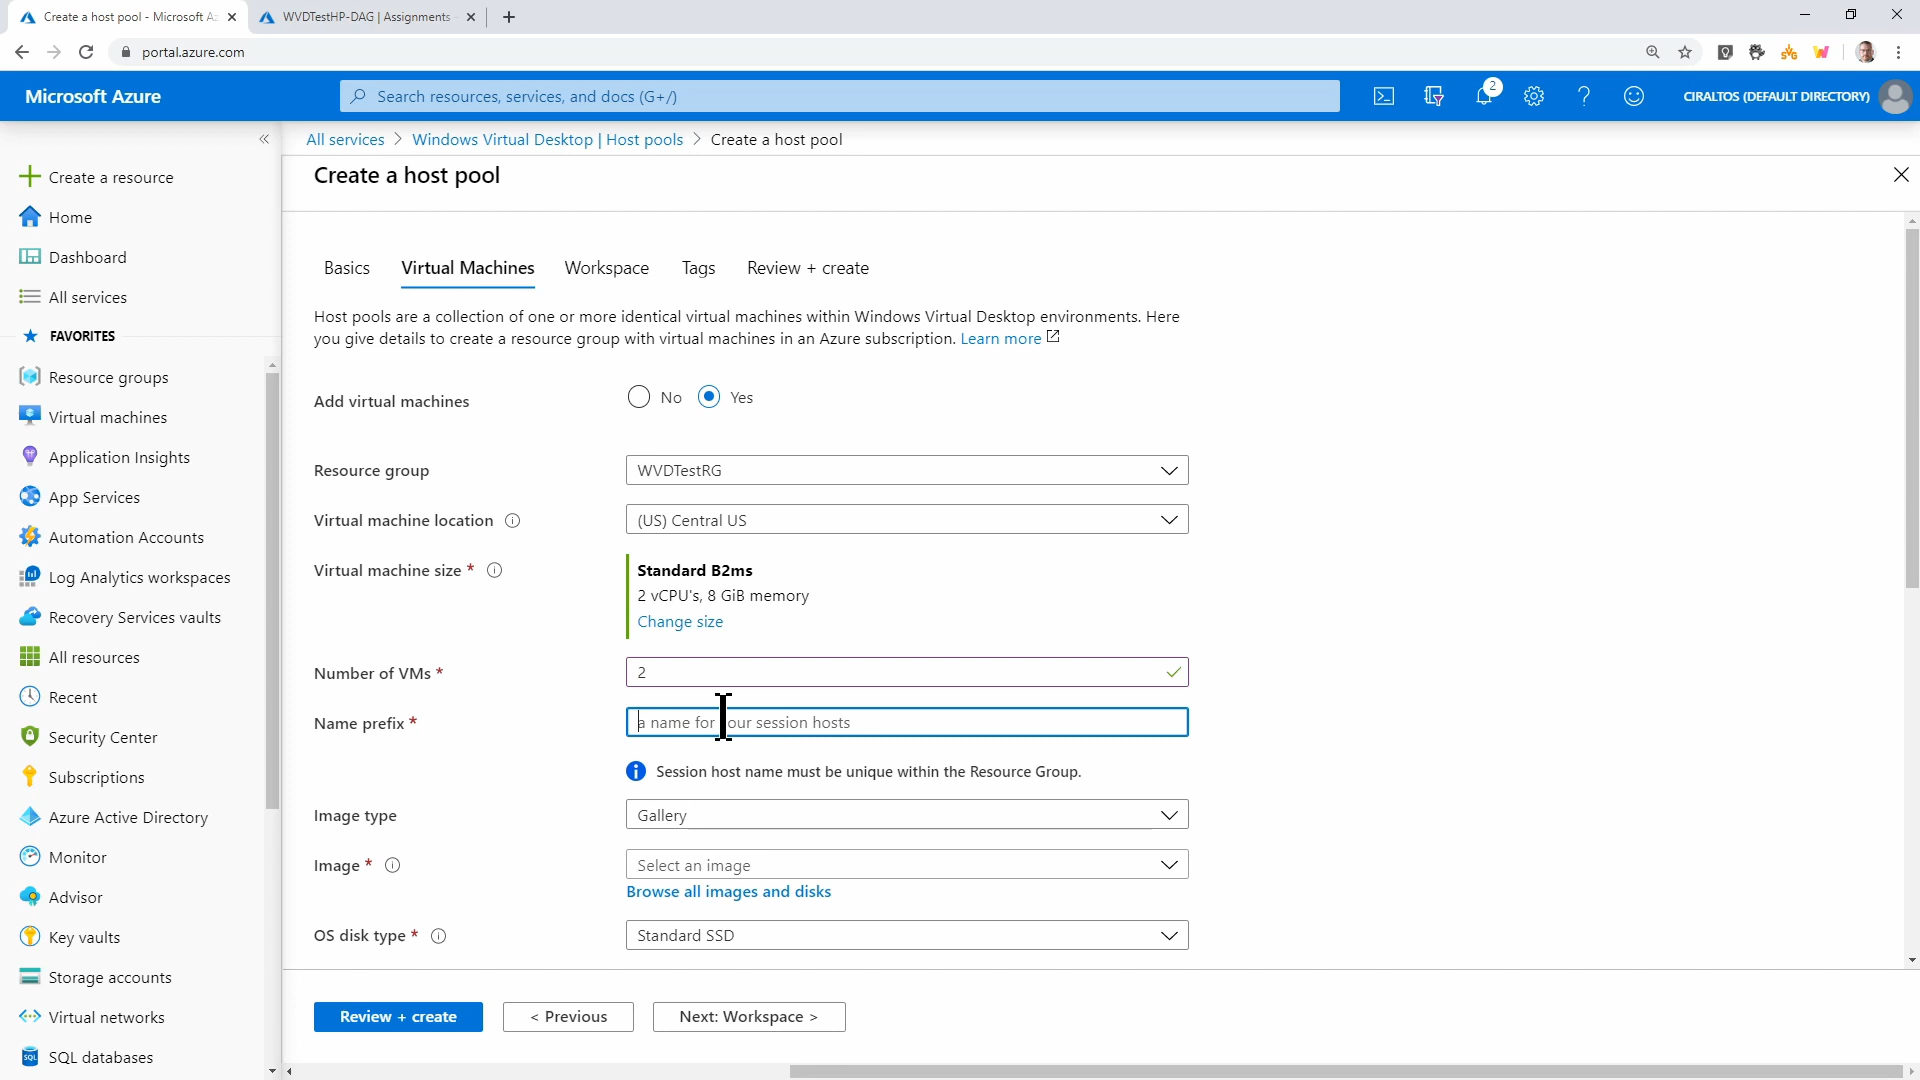 Create a host pool - Microsoft A
WVDTestHP-DAG | Assignments
portal.azure.com
Microsoft Azure
Search resources, services, and docs (G+/)
2
CIRALTOS (DEFAULT DIRECTORY)
All services > Windows Virtual Desktop | Host pools > Create a host pool
Create a host pool
Create a resource
Home
Dashboard
All services
FAVORITES
Resource groups
Virtual machines
Application Insights
App Services
Automation Accounts
Log Analytics workspaces
Recovery Services vaults
All resources
Recent
Security Center
Subscriptions
Azure Active Directory
Monitor
Advisor
Key vaults
Storage accounts
Virtual networks
SQL databases
Basics Virtual Machines Workspace Tags Review + create
Host pools are a collection of one or more identical virtual machines within Windows Virtual Desktop environments. Here
you give details to create a resource group with virtual machines in an Azure subscription. Learn more
Add virtual machines No Yes
Resource group WVDTestRG
Virtual machine location (US) Central US
Virtual machine size * Standard B2ms
2 vCPU's, 8 GiB memory
Change size
Number of VMs * 2
Name prefix * a name for our session hosts
Session host name must be unique within the Resource Group.
Image type Gallery
Image * Select an image
Browse all images and disks
OS disk type * Standard SSD
Review + create < Previous Next: Workspace >